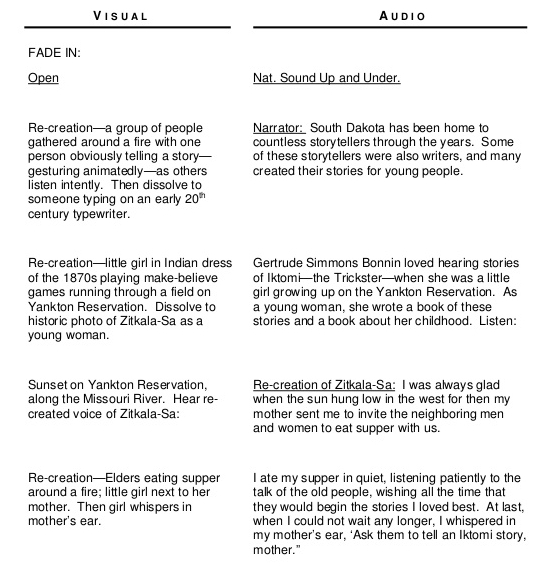 VISUAL
AUDIO
FADE IN:
Open
Nat. Sound Up and Under.
Re-creation—a group of people
gathered around a fire with one
person obviously telling a story—
gesturing animatedly—as others
listen intently.  Then dissolve to
someone typing on an early 20th
century typewriter.
Narrator:  South Dakota has been home to
countless storytellers through the years.  Some
of these storytellers were also writers, and many
created their stories for young people.
Re-creation—little girl in Indian dress
of the 1870s playing make-believe
games running through a field on
Yankton Reservation.  Dissolve to
historic photo of Zitkala-Sa as a
young woman.
Gertrude Simmons Bonnin loved hearing stories
of Iktomi—the Trickster—when she was a little
girl growing up on the Yankton Reservation.  As
a young woman, she wrote a book of these
stories and a book about her childhood.  Listen:
Sunset on Yankton Reservation,
along the Missouri River.  Hear re-
created voice of Zitkala-Sa:
Re-creation of Zitkala-Sa:  I was always glad
when the sun hung low in the west for then my
mother sent me to invite the neighboring men
and women to eat supper with us.
Re-creation—Elders eating supper
around a fire; little girl next to her
mother.  Then girl whispers in
mother's ear.
I ate my supper in quiet, listening patiently to the
talk of the old people, wishing all the time that
they would begin the stories I loved best.  At last,
when I could not wait any longer, I whispered in
my mother's ear, ‘Ask them to tell an Iktomi story,
mother.”